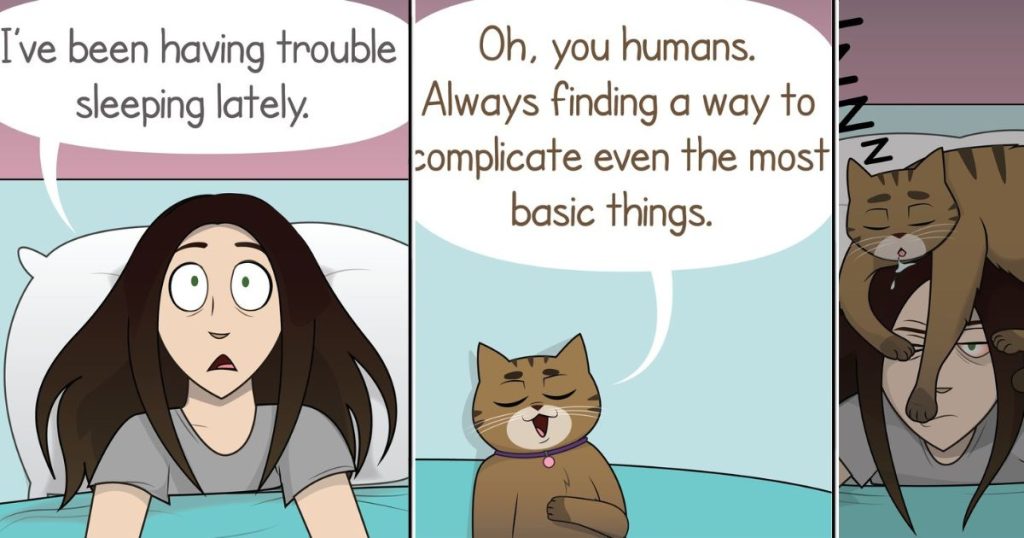 I've been having trouble
sleeping lately.
Oh, you humans.
Always finding a way to
complicate even the most
basic things.
ZZZZ